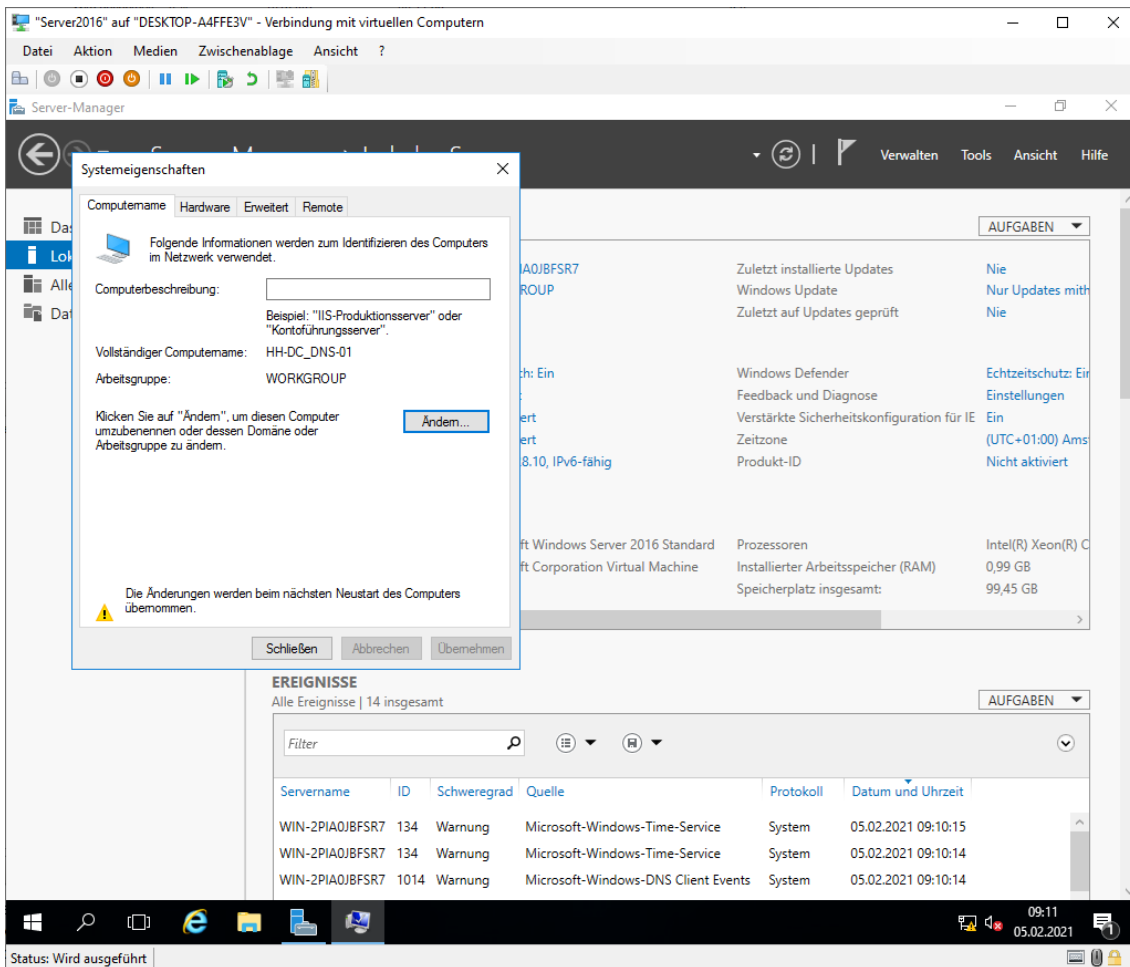 "Server2016" auf "DESKTOP-A4FFE3V" - Verbindung mit virtuellen Computern
Datei Aktion Medien Zwischenablage Ansicht ?
Server-Manager
Verwalten Tools Ansicht Hilfe
Systemeigenschaften
Computername Hardware Erweitert Remote
Folgende Informationen werden zum Identifizieren des Computers
im Netzwerk verwendet.
Computerbeschreibung:
Beispiel: "IIS-Produktionsserver" oder
"Kontoführungsserver".
Vollständiger Computername: HH-DC_DNS-01
Arbeitsgruppe: WORKGROUP
Klicken Sie auf "Ändern", um diesen Computer
umzubenennen oder dessen Domäne oder
Arbeitsgruppe zu ändern.
Ändern...
Die Änderungen werden beim nächsten Neustart des Computers
übernommen.
Schließen Abbrechen Übernehmen
Da
Lok
Alle
Dat
AUFGABEN
IA0JBFSR7 Zuletzt installierte Updates Nie
ROUP Windows Update Nur Updates mith
Zuletzt auf Updates geprüft Nie
ch: Ein Windows Defender Echtzeitschutz: Ein
Feedback und Diagnose Einstellungen
ert Verstärkte Sicherheitskonfiguration für IE Ein
ert Zeitzone (UTC+01:00) Ams
.8.10, IPv6-fähig Produkt-ID Nicht aktiviert
ft Windows Server 2016 Standard Prozessoren Intel(R) Xeon(R) C
ft Corporation Virtual Machine Installierter Arbeitsspeicher (RAM) 0,99 GB
Speicherplatz insgesamt: 99,45 GB
EREIGNISSE
Alle Ereignisse | 14 insgesamt
AUFGABEN
Filter
Servername ID Schweregrad Quelle Protokoll Datum und Uhrzeit
WIN-2PIA0JBFSR7 134 Warnung Microsoft-Windows-Time-Service System 05.02.2021 09:10:15
WIN-2PIA0JBFSR7 134 Warnung Microsoft-Windows-Time-Service System 05.02.2021 09:10:14
WIN-2PIA0JBFSR7 1014 Warnung Microsoft-Windows-DNS Client Events System 05.02.2021 09:10:14
09:11
05.02.2021
1
Status: Wird ausgeführt